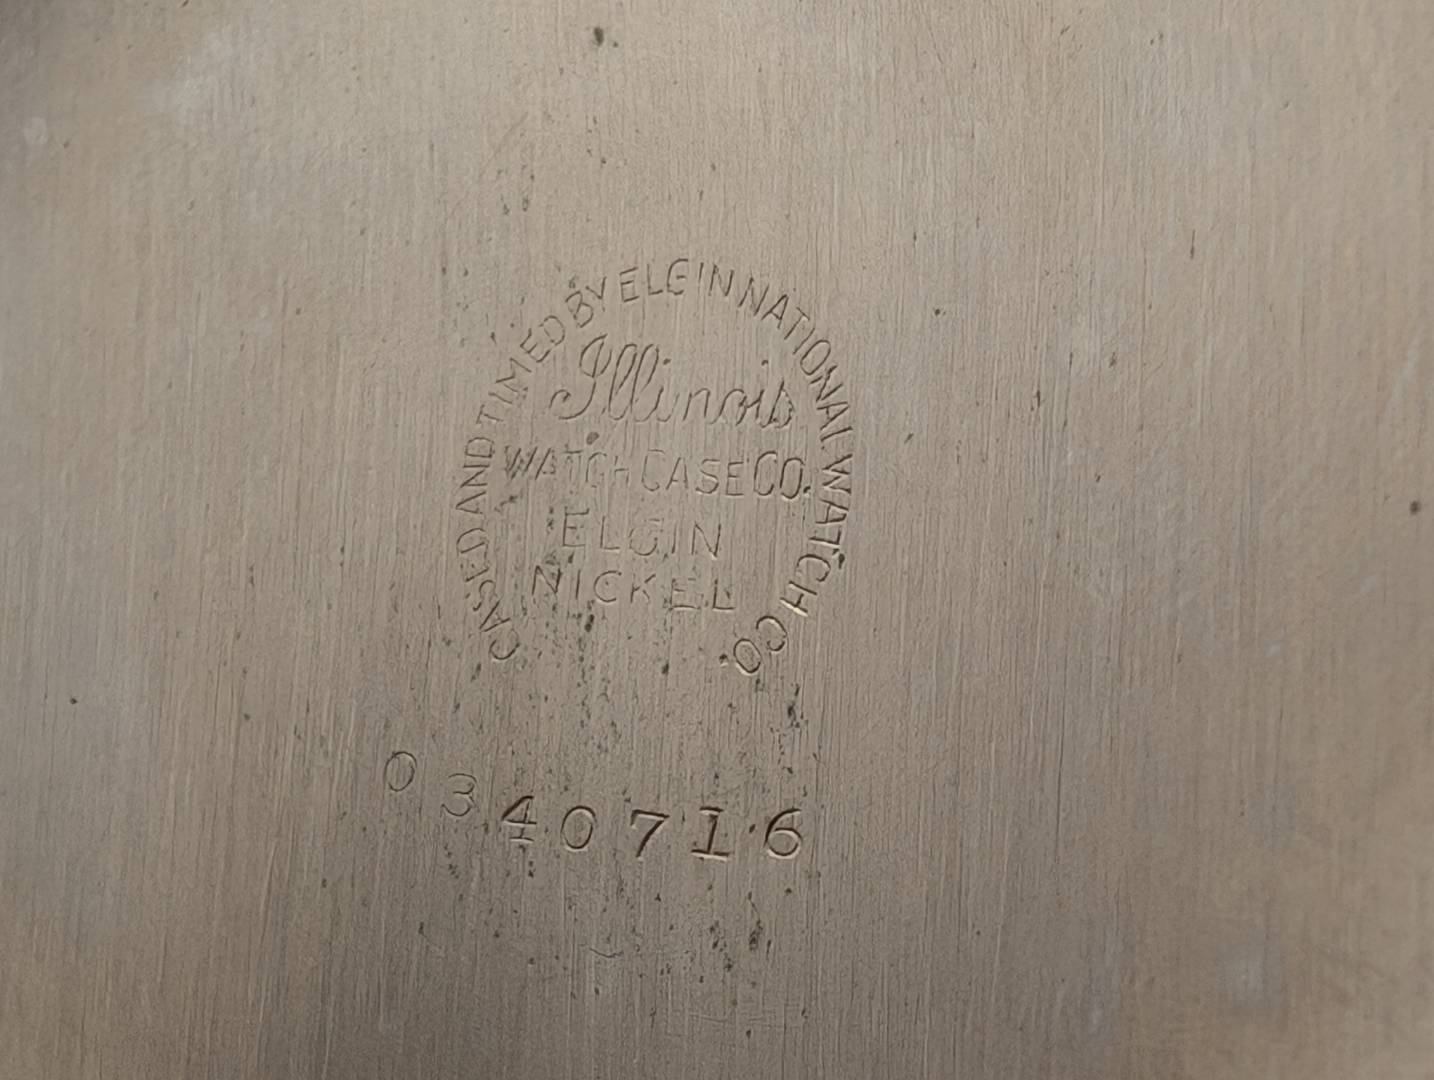 CASED AND TIMED BY ELGIN NATIONAL WATCH CO.
Illinois
WATCH CASE CO.
ELGIN
NICKEL
0340716